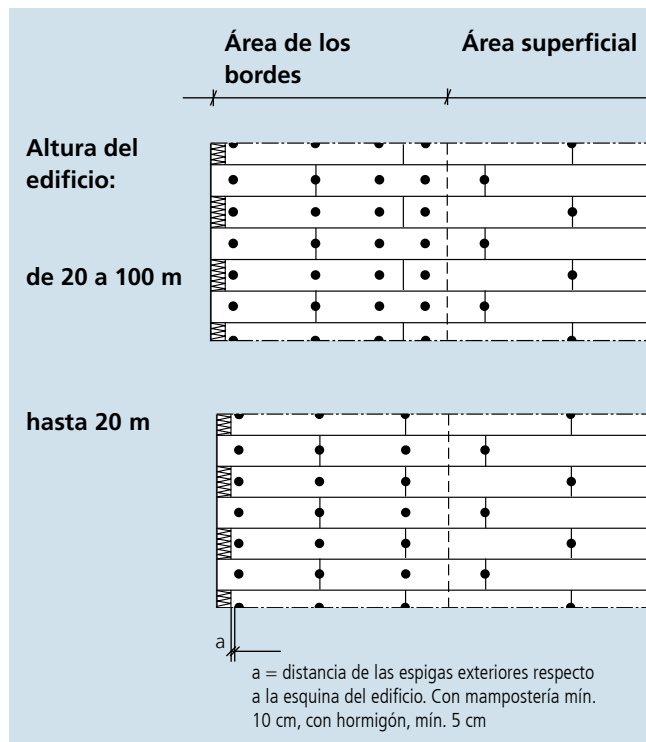 Área de los
bordes
Área superficial
Altura del
edificio:
de 20 a 100 m
hasta 20 m
a
a = distancia de las espigas exteriores respecto
a la esquina del edificio. Con mampostería mín.
10 cm, con hormigón, mín. 5 cm